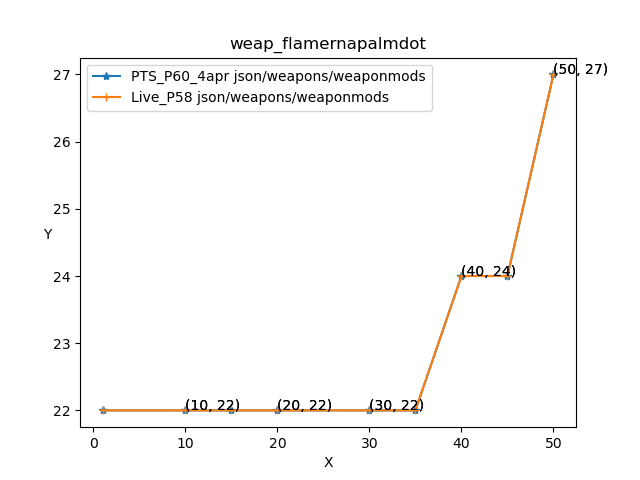 weap_flamernapalmdot
PTS_P60_4apr json/weapons/weaponmods
Live_P58 json/weapons/weaponmods
(50, 27)
27
26
25
Y
24
(40, 24)
23
22
(10, 22) (20, 22) (30, 22)
0 10 20 30 40 50
X